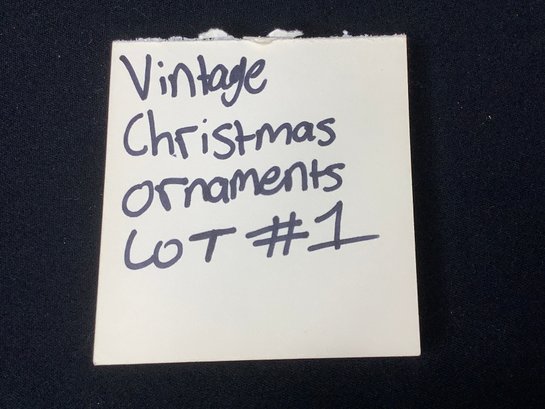 Vintage
Christmas
ornaments
LOT #1